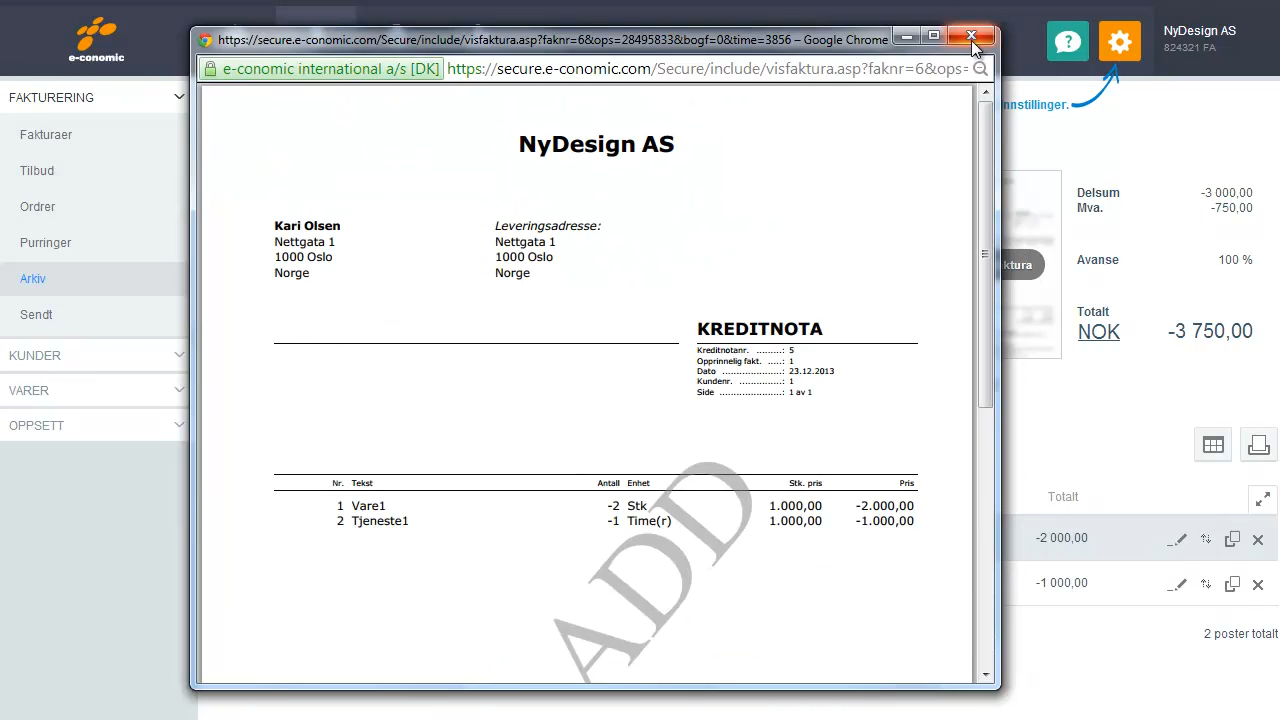 https://secure.e-conomic.com/Secure/include/visfaktura.asp?faknr=6&ops=28495833&bogf=0&time=3856 – Google Chrome
e-conomic international a/s [DK] https://secure.e-conomic.com/Secure/include/visfaktura.asp?faknr=6&ops=
e-conomic
NyDesign AS
824321 FA
nnstillinger.
FAKTURERING
Fakturaer
Tilbud
Ordrer
Purringer
Arkiv
Sendt
KUNDER
VARER
OPPSETT
NyDesign AS
Kari Olsen
Nettgata 1
1000 Oslo
Norge
Leveringsadresse:
Nettgata 1
1000 Oslo
Norge
KREDITNOTA
Kreditnotanr. ........: 5
Opprinnelig fakt. .....: 1
Dato ......................: 23.12.2013
Kundenr. ...............: 1
Side .......................: 1 av 1
Nr. Tekst Antall Enhet Stk. pris Pris
1 Vare1 -2 Stk 1.000,00 -2.000,00
2 Tjeneste1 -1 Time(r) 1.000,00 -1.000,00
ADD
ktura
Delsum -3 000,00
Mva. -750,00
Avanse 100 %
Totalt
NOK -3 750,00
Totalt
-2 000,00
-1 000,00
2 poster totalt